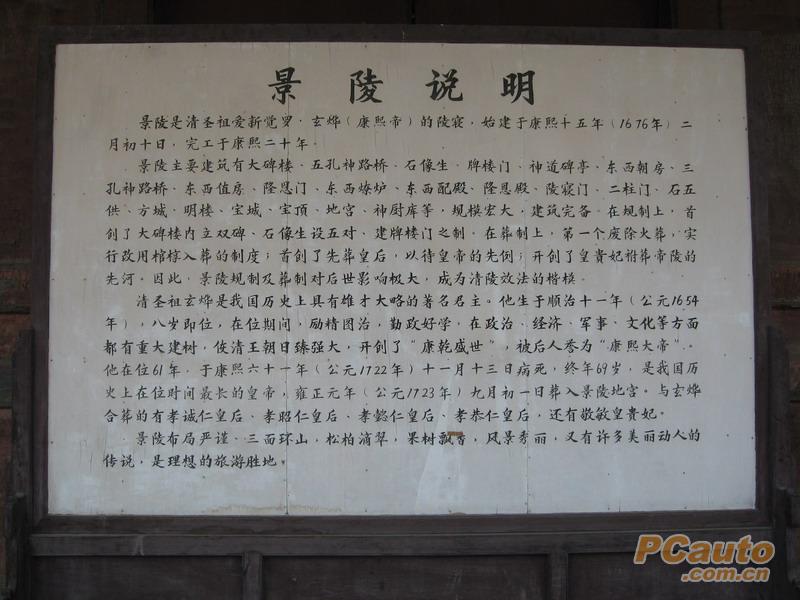 景陵说明
景陵是清圣祖爱新觉罗·玄烨（康熙帝）的陵寝，始建于康熙十五年（1676年）二
月初十日，完工于康熙二十年。
景陵主要建筑有大碑楼、五孔神路桥、石像生、牌楼门、神道碑亭、东西朝房、三
孔神路桥、东西值房、隆恩门、东西燎炉、东西配殿、隆恩殿、陵寝门、二柱门、石五
供、方城、明楼、宝城、宝顶、地宫、神厨库等，规模宏大，建筑完备。在规制上，首
创了大碑楼内立双碑、石像生设五对、建牌楼门之制。在葬制上，第一个废除火葬，实
行改用棺椁入葬的制度；首创了先葬皇后，以待皇帝的先例；开创了皇贵妃祔葬帝陵的
先河。因此，景陵规制及葬制对后世影响极大，成为清陵效法的楷模。
清圣祖玄烨是我国历史上具有雄才大略的著名君主。他生于顺治十一年（公元1654
年），八岁即位，在位期间，励精图治，勤政好学，在政治、经济、军事、文化等方面
都有重大建树，使清王朝日臻强大，开创了“康乾盛世”，被后人誉为“康熙大帝”。
他在位61年，于康熙六十一年（公元1722年）十一月十三日病死，终年69岁，是我国历
史上在位时间最长的皇帝，雍正元年（公元1723年）九月初一日葬入景陵地宫。与玄烨
合葬的有孝诚仁皇后、孝昭仁皇后、孝懿仁皇后、孝恭仁皇后，还有敬敏皇贵妃。
景陵布局严谨，三面环山，松柏滴翠，果树飘香，风景秀丽，又有许多美丽动人的
传说，是理想的旅游胜地。
PCauto
.com.cn